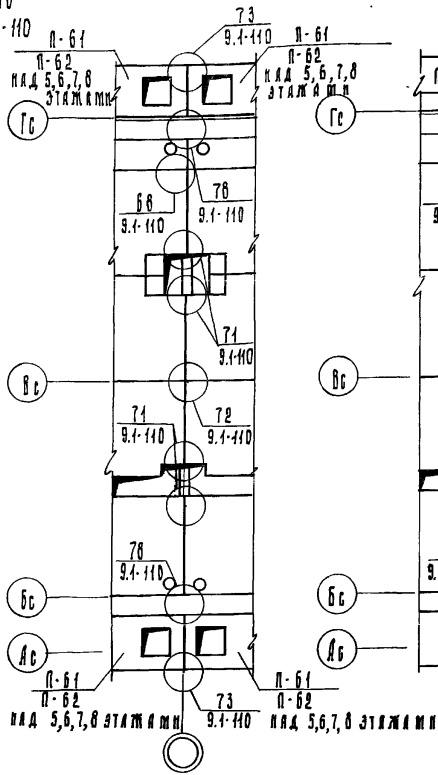 -110
73
9.1-110
П-61
П-62
НАД 5,6,7,8
ЭТАЖАМИ
П-61
П-62
НАД 5,6,7,8
ЭТАЖАМИ
Гс
Гс
68
9.1-110
78
9.1-110
71
9.1-110
Вс
Вс
71
9.1-110
72
9.1-110
78
9.1-110
Бс
Бс
Ас
Ас
П-61
П-62
НАД 5,6,7,8 ЭТАЖАМИ
73
9.1-110
П-61
П-62
НАД 5,6,7,8 ЭТАЖАМИ